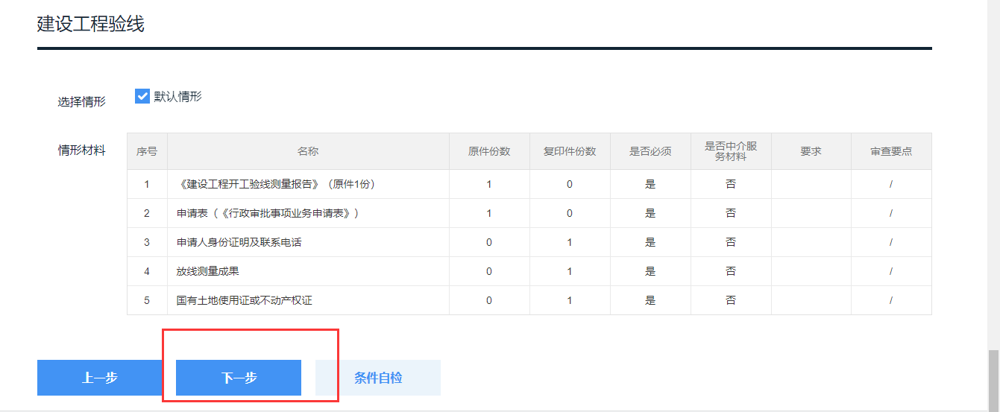 建设工程验线
选择情形 默认情形
情形材料
序号 名称 原件份数 复印件份数 是否必须 是否中介服 要求 审查要点
务材料
1 《建设工程开工验线测量报告》（原件1份） 1 0 是 否 /
2 申请表（《行政审批事项业务申请表》） 1 0 是 否 /
3 申请人身份证明及联系电话 0 1 是 否 /
4 放线测量成果 0 1 是 否 /
5 国有土地使用证或不动产权证 0 1 是 否 /
上一步 下一步 条件自检